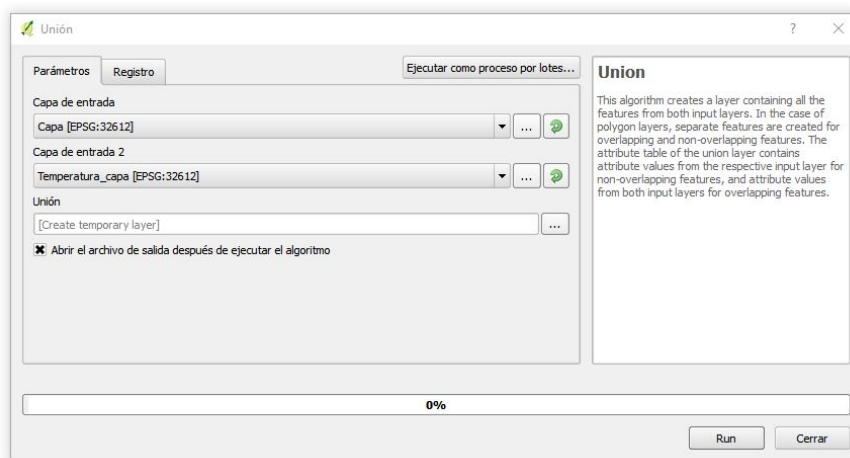 Unión
?
Parámetros
Registro
Ejecutar como proceso por lotes...
Capa de entrada
Capa [EPSG:32612]
...
Capa de entrada 2
Temperatura_capa [EPSG:32612]
...
Unión
[Create temporary layer]
...
Abrir el archivo de salida después de ejecutar el algoritmo
Union
This algorithm creates a layer containing all the
features from both input layers. In the case of
polygon layers, separate features are created for
overlapping and non-overlapping features. The
attribute table of the union layer contains
attribute values from the respective input layer for
non-overlapping features, and attribute values
from both input layers for overlapping features.
0%
Run
Cerrar